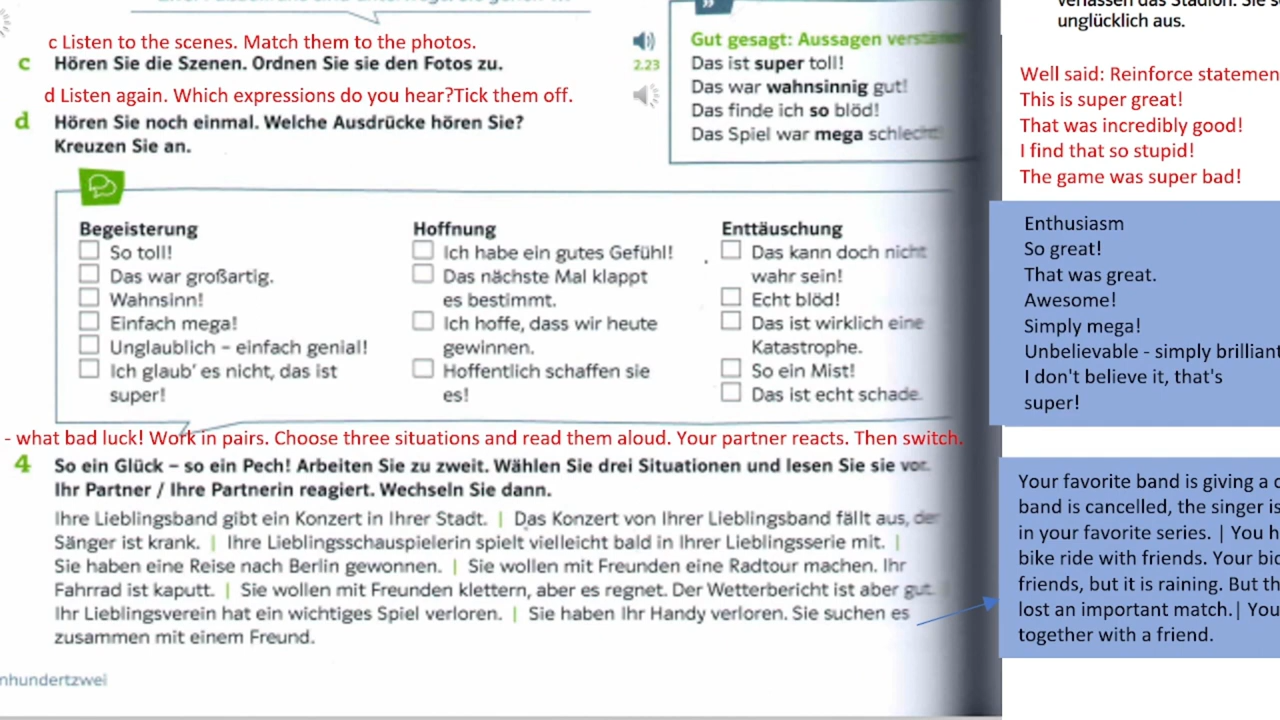 unglücklich aus.
c Listen to the scenes. Match them to the photos.
c Hören Sie die Szenen. Ordnen Sie sie den Fotos zu.
d Listen again. Which expressions do you hear?Tick them off.
d Hören Sie noch einmal. Welche Ausdrücke hören Sie?
Kreuzen Sie an.
2.23
Gut gesagt: Aussagen
Das ist super toll!
Das war wahnsinnig gut!
Das finde ich so blöd!
Das Spiel war mega schlecht!
Well said: Reinforce
This is super great!
That was incredibly good!
I find that so stupid!
The game was super bad!
Begeisterung
So toll!
Das war großartig.
Wahnsinn!
Einfach mega!
Unglaublich – einfach genial!
Ich glaub' es nicht, das ist
super!
Hoffnung
Ich habe ein gutes Gefühl!
Das nächste Mal klappt
es bestimmt.
Ich hoffe, dass wir heute
gewinnen.
Hoffentlich schaffen sie
es!
Enttäuschung
Das kann doch nicht
wahr sein!
Echt blöd!
Das ist wirklich eine
Katastrophe.
So ein Mist!
Das ist echt schade.
Enthusiasm
So great!
That was great.
Awesome!
Simply mega!
Unbelievable - simply brilliant
I don't believe it, that's
super!
- what bad luck! Work in pairs. Choose three situations and read them aloud. Your partner reacts. Then switch.
4 So ein Glück – so ein Pech! Arbeiten Sie zu zweit. Wählen Sie drei Situationen und lesen Sie sie vor.
Ihr Partner / Ihre Partnerin reagiert. Wechseln Sie dann.
Ihre Lieblingsband gibt ein Konzert in Ihrer Stadt. | Das Konzert von Ihrer Lieblingsband fällt aus, der
Sänger ist krank. | Ihre Lieblingsschauspielerin spielt vielleicht bald in Ihrer Lieblingsserie mit. |
Sie haben eine Reise nach Berlin gewonnen. | Sie wollen mit Freunden eine Radtour machen. Ihr
Fahrrad ist kaputt. | Sie wollen mit Freunden klettern, aber es regnet. Der Wetterbericht ist aber gut.
Ihr Lieblingsverein hat ein wichtiges Spiel verloren. | Sie haben Ihr Handy verloren. Sie suchen es
zusammen mit einem Freund.
Your favorite band is giving a
band is cancelled, the singer is
in your favorite series. | You
bike ride with friends. Your
friends, but it is raining. But
lost an important match.| You
together with a friend.
nhundertzwei